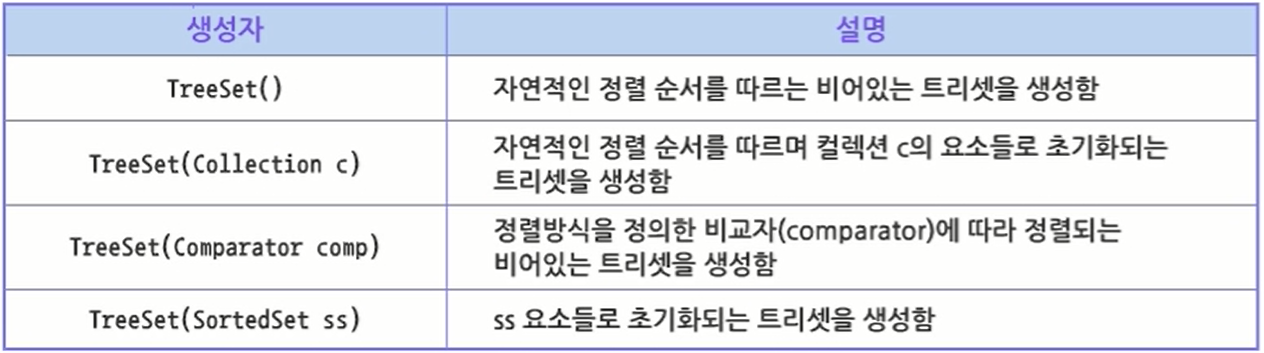 생성자 설명
TreeSet() 자연적인 정렬 순서를 따르는 비어있는 트리셋을 생성함
TreeSet(Collection c) 자연적인 정렬 순서를 따르며 컬렉션 c의 요소들로 초기화되는
트리셋을 생성함
TreeSet(Comparator comp) 정렬방식을 정의한 비교자(comparator)에 따라 정렬되는
비어있는 트리셋을 생성함
TreeSet(SortedSet ss) ss 요소들로 초기화되는 트리셋을 생성함